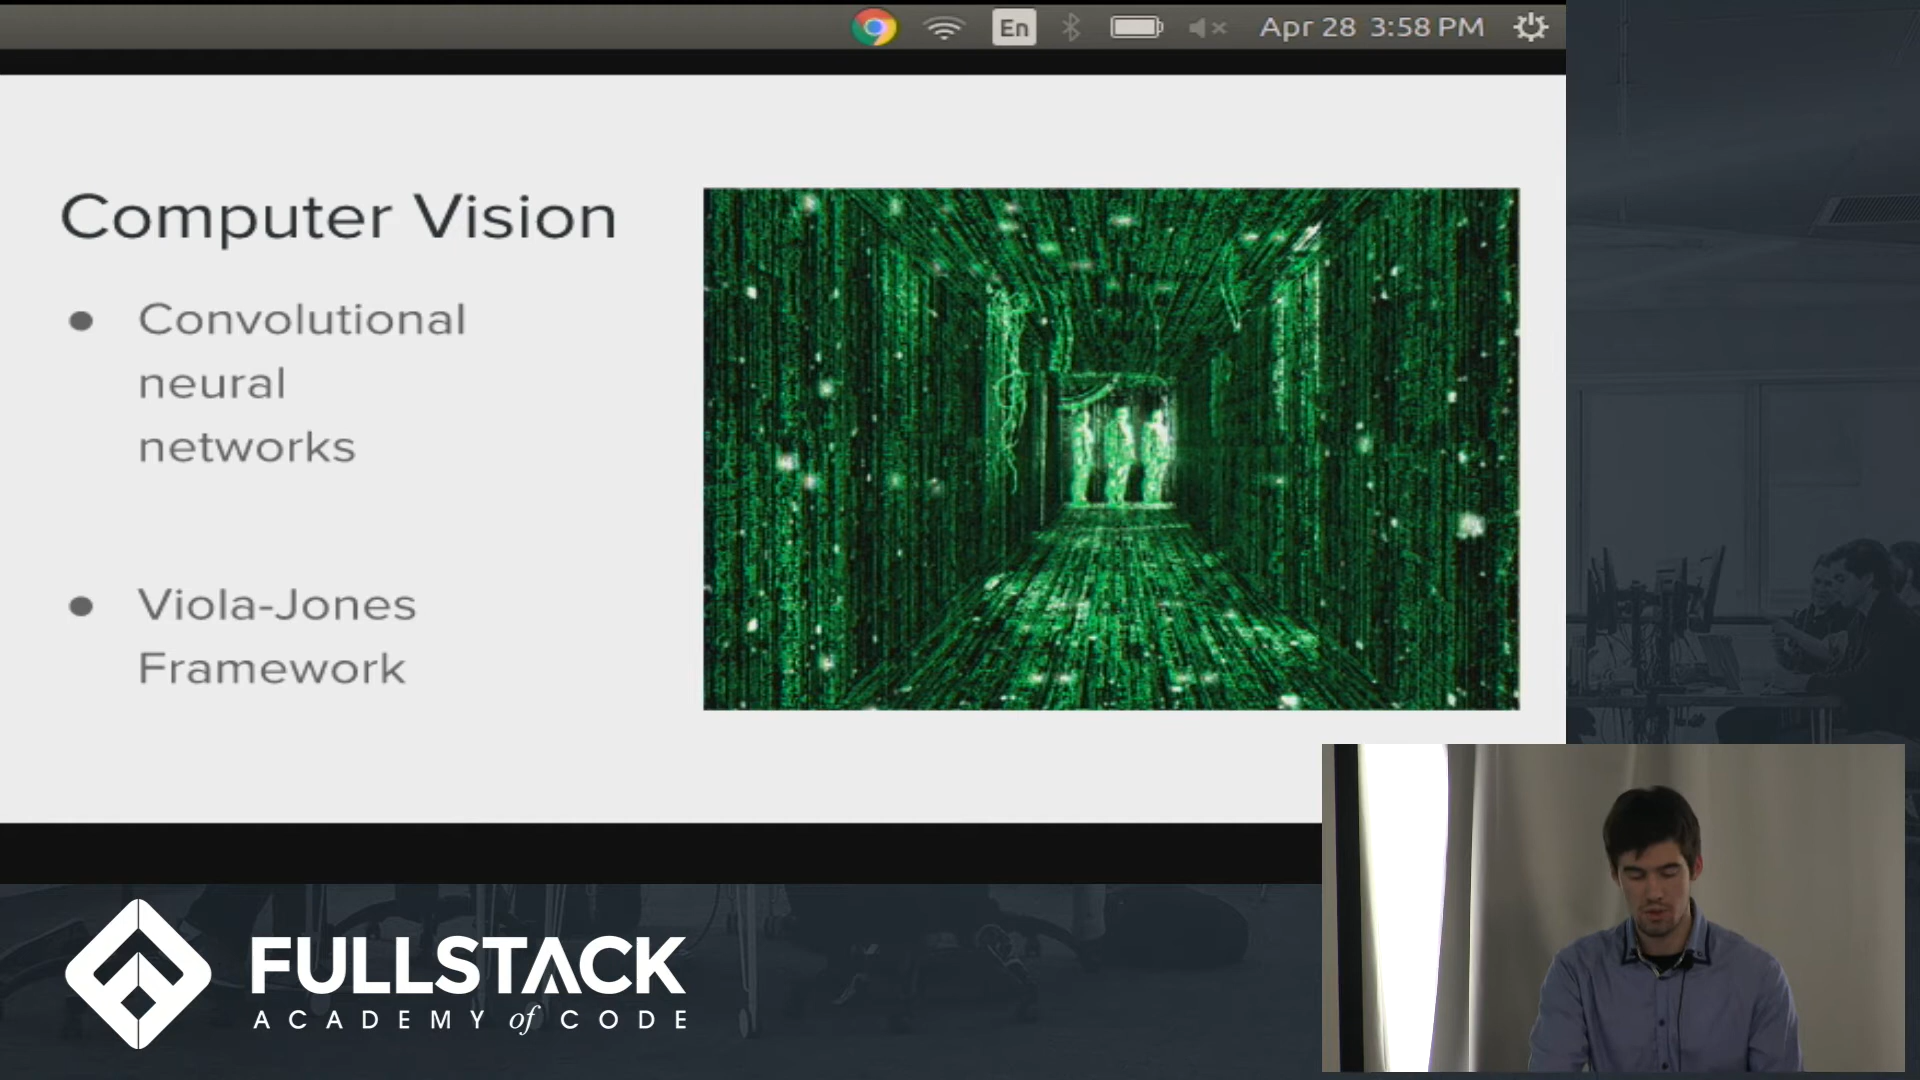 En
Apr 28 3:58 PM
Computer Vision
Convolutional
neural
networks
Viola-Jones
Framework
FULLSTACK
ACADEMY of CODE